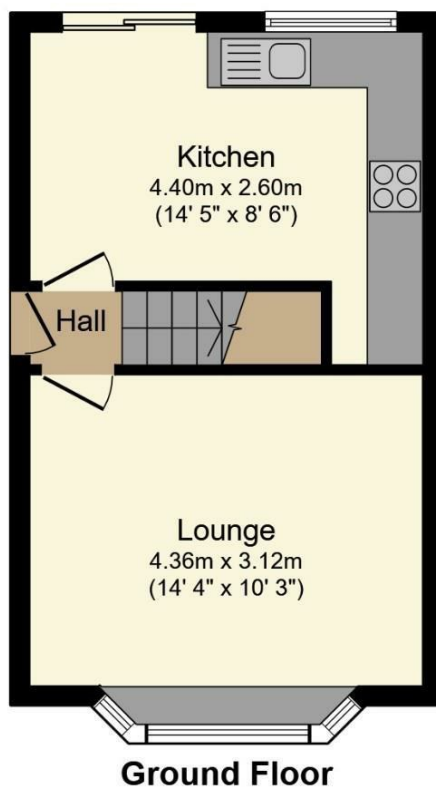 Kitchen
4.40m x 2.60m
(14' 5" x 8' 6")
Hall
Lounge
4.36m x 3.12m
(14' 4" x 10' 3")
Ground Floor